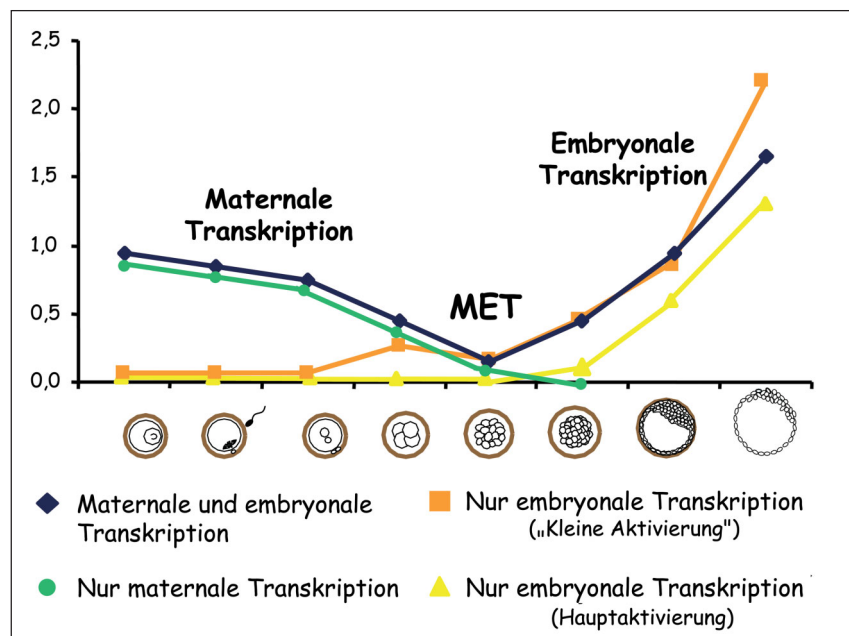 2,5
2,0
1,5
1,0
0,5
0,0
Maternale
Transkription
MET
Embryonale
Transkription
Maternale und embryonale
Transkription
Nur embryonale Transkription
(„Kleine Aktivierung")
Nur maternale Transkription
Nur embryonale Transkription
(Hauptaktivierung)